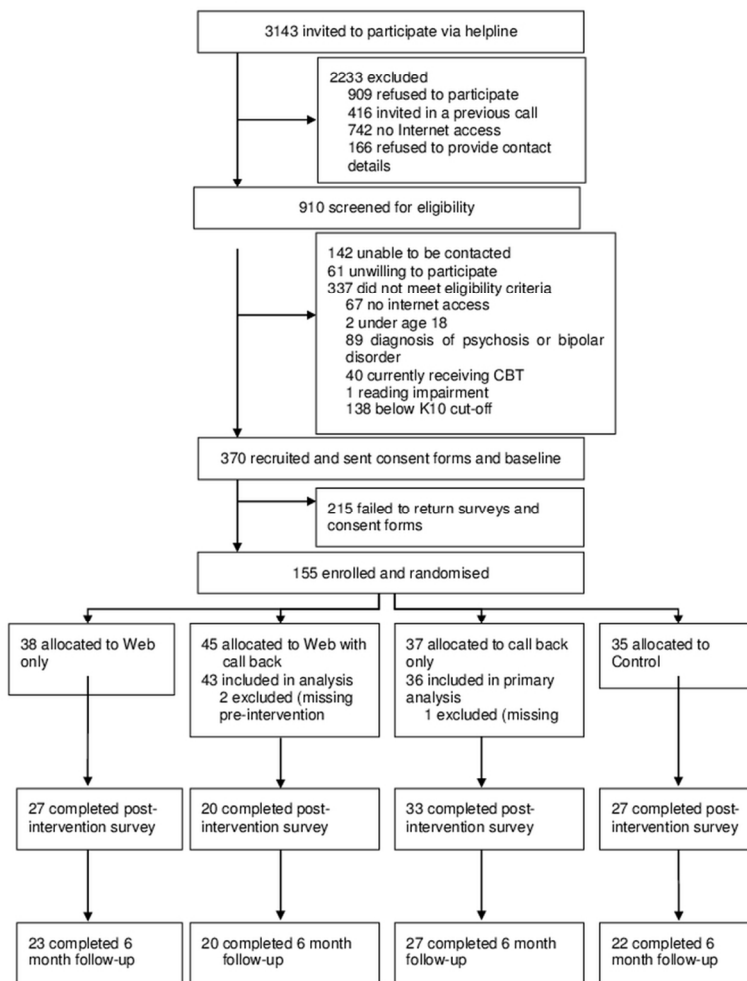 3143 invited to participate via helpline
2233 excluded
909 refused to participate
416 invited in a previous call
742 no Internet access
166 refused to provide contact
details
910 screened for eligibility
142 unable to be contacted
61 unwilling to participate
337 did not meet eligibility criteria
67 no internet access
2 under age 18
89 diagnosis of psychosis or bipolar
disorder
40 currently receiving CBT
1 reading impairment
138 below K10 cut-off
370 recruited and sent consent forms and baseline
215 failed to return surveys and
consent forms
155 enrolled and randomised
38 allocated to Web
only
45 allocated to Web with
call back
43 included in analysis
2 excluded (missing
pre-intervention
37 allocated to call back
only
36 included in primary
analysis
1 excluded (missing
35 allocated to
Control
27 completed post-
intervention survey
20 completed post-
intervention survey
33 completed post-
intervention survey
27 completed post-
intervention survey
23 completed 6
month follow-up
20 completed 6 month
follow-up
27 completed 6 month
follow-up
22 completed 6
month follow-up